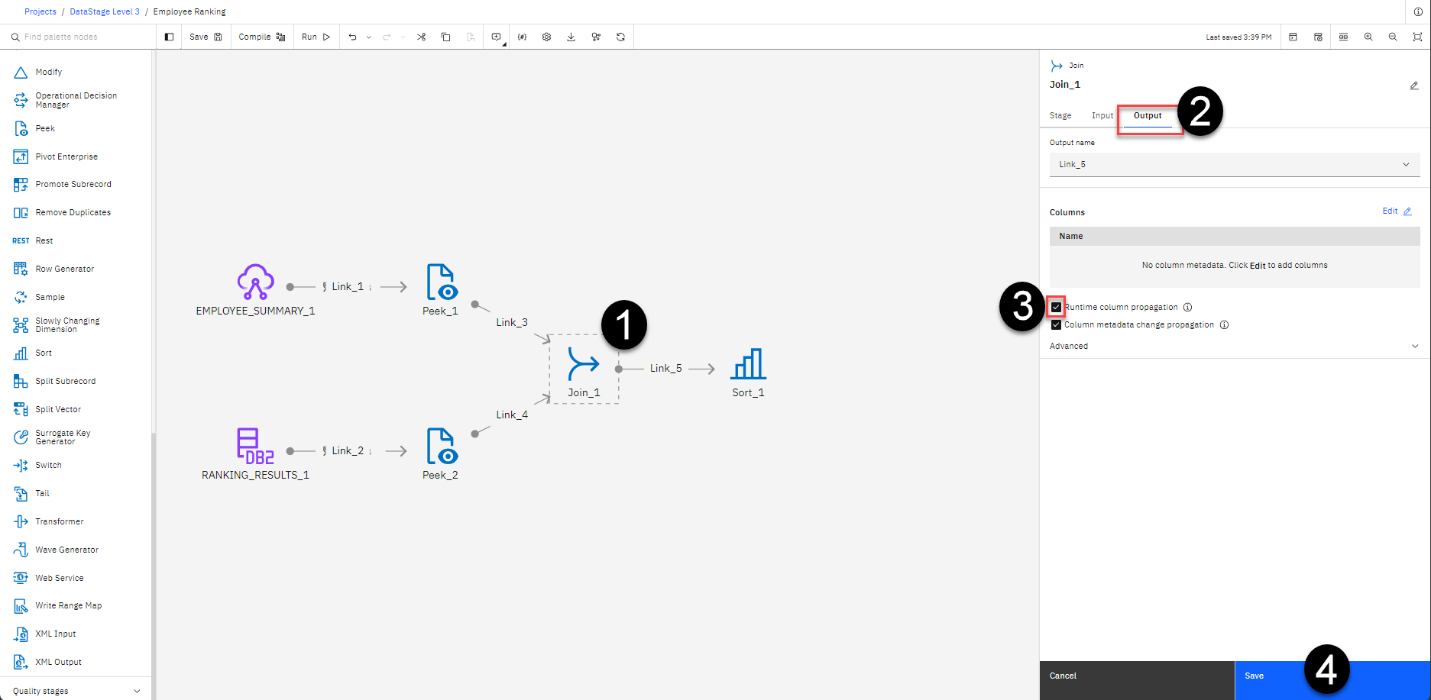 Projects / DataStage Level 3 / Employee Ranking
Find palette nodes
Save
Compile
Run
Last saved 3:39 PM
Modify
Operational Decision
Manager
Peek
Pivot Enterprise
Promote Subrecord
Remove Duplicates
REST Rest
Row Generator
Sample
Slowly Changing
Dimension
Sort
Split Subrecord
Split Vector
Surrogate Key
Generator
Switch
Tail
Transformer
Wave Generator
Web Service
Write Range Map
XML Input
XML Output
Quality stages
Link_1
EMPLOYEE_SUMMARY_1
Peek_1
Link_3
1
Join_1
Link_5
Sort_1
Link_4
DB2
Link_2
RANKING_RESULTS_1
Peek_2
Join
Join_1
Stage Input Output
2
Output name
Link_5
Columns Edit
Name
No column metadata. Click Edit to add columns
3
Runtime column propagation
Column metadata change propagation
Advanced
Cancel
Save
4